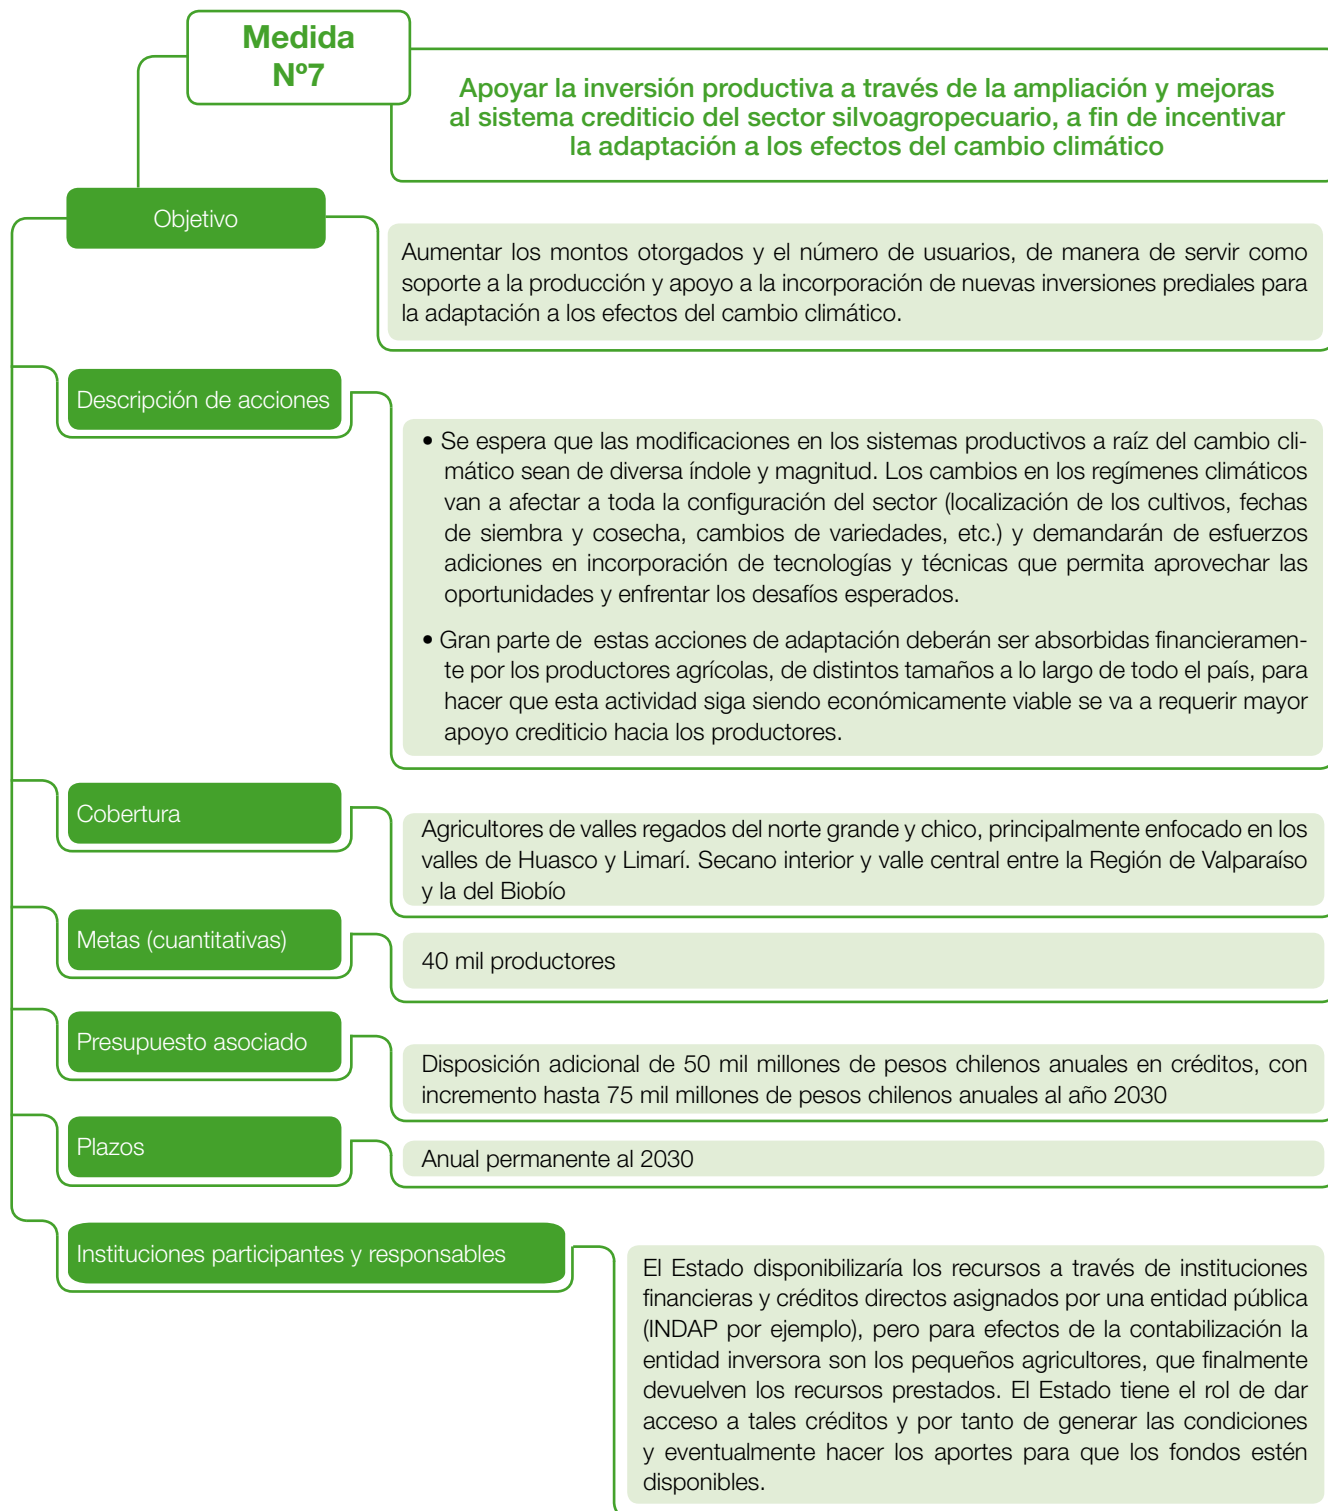 Medida
Nº7
Apoyar la inversión productiva a través de la ampliación y mejoras
al sistema crediticio del sector silvoagropecuario, a fin de incentivar
la adaptación a los efectos del cambio climático
Objetivo
Aumentar los montos otorgados y el número de usuarios, de manera de servir como
soporte a la producción y apoyo a la incorporación de nuevas inversiones prediales para
la adaptación a los efectos del cambio climático.
Descripción de acciones
• Se espera que las modificaciones en los sistemas productivos a raíz del cambio cli-
mático sean de diversa índole y magnitud. Los cambios en los regímenes climáticos
van a afectar a toda la configuración del sector (localización de los cultivos, fechas
de siembra y cosecha, cambios de variedades, etc.) y demandarán de esfuerzos
adiciones en incorporación de tecnologías y técnicas que permita aprovechar las
oportunidades y enfrentar los desafíos esperados.
• Gran parte de estas acciones de adaptación deberán ser absorbidas financieramen-
te por los productores agrícolas, de distintos tamaños a lo largo de todo el país, para
hacer que esta actividad siga siendo económicamente viable se va a requerir mayor
apoyo crediticio hacia los productores.
Cobertura
Agricultores de valles regados del norte grande y chico, principalmente enfocado en los
valles de Huasco y Limarí. Secano interior y valle central entre la Región de Valparaíso
y la del Biobío
Metas (cuantitativas)
40 mil productores
Presupuesto asociado
Disposición adicional de 50 mil millones de pesos chilenos anuales en créditos, con
incremento hasta 75 mil millones de pesos chilenos anuales al año 2030
Plazos
Anual permanente al 2030
Instituciones participantes y responsables
El Estado disponibilizaría los recursos a través de instituciones
financieras y créditos directos asignados por una entidad pública
(INDAP por ejemplo), pero para efectos de la contabilización la
entidad inversora son los pequeños agricultores, que finalmente
devuelven los recursos prestados. El Estado tiene el rol de dar
acceso a tales créditos y por tanto de generar las condiciones
y eventualmente hacer los aportes para que los fondos estén
disponibles.